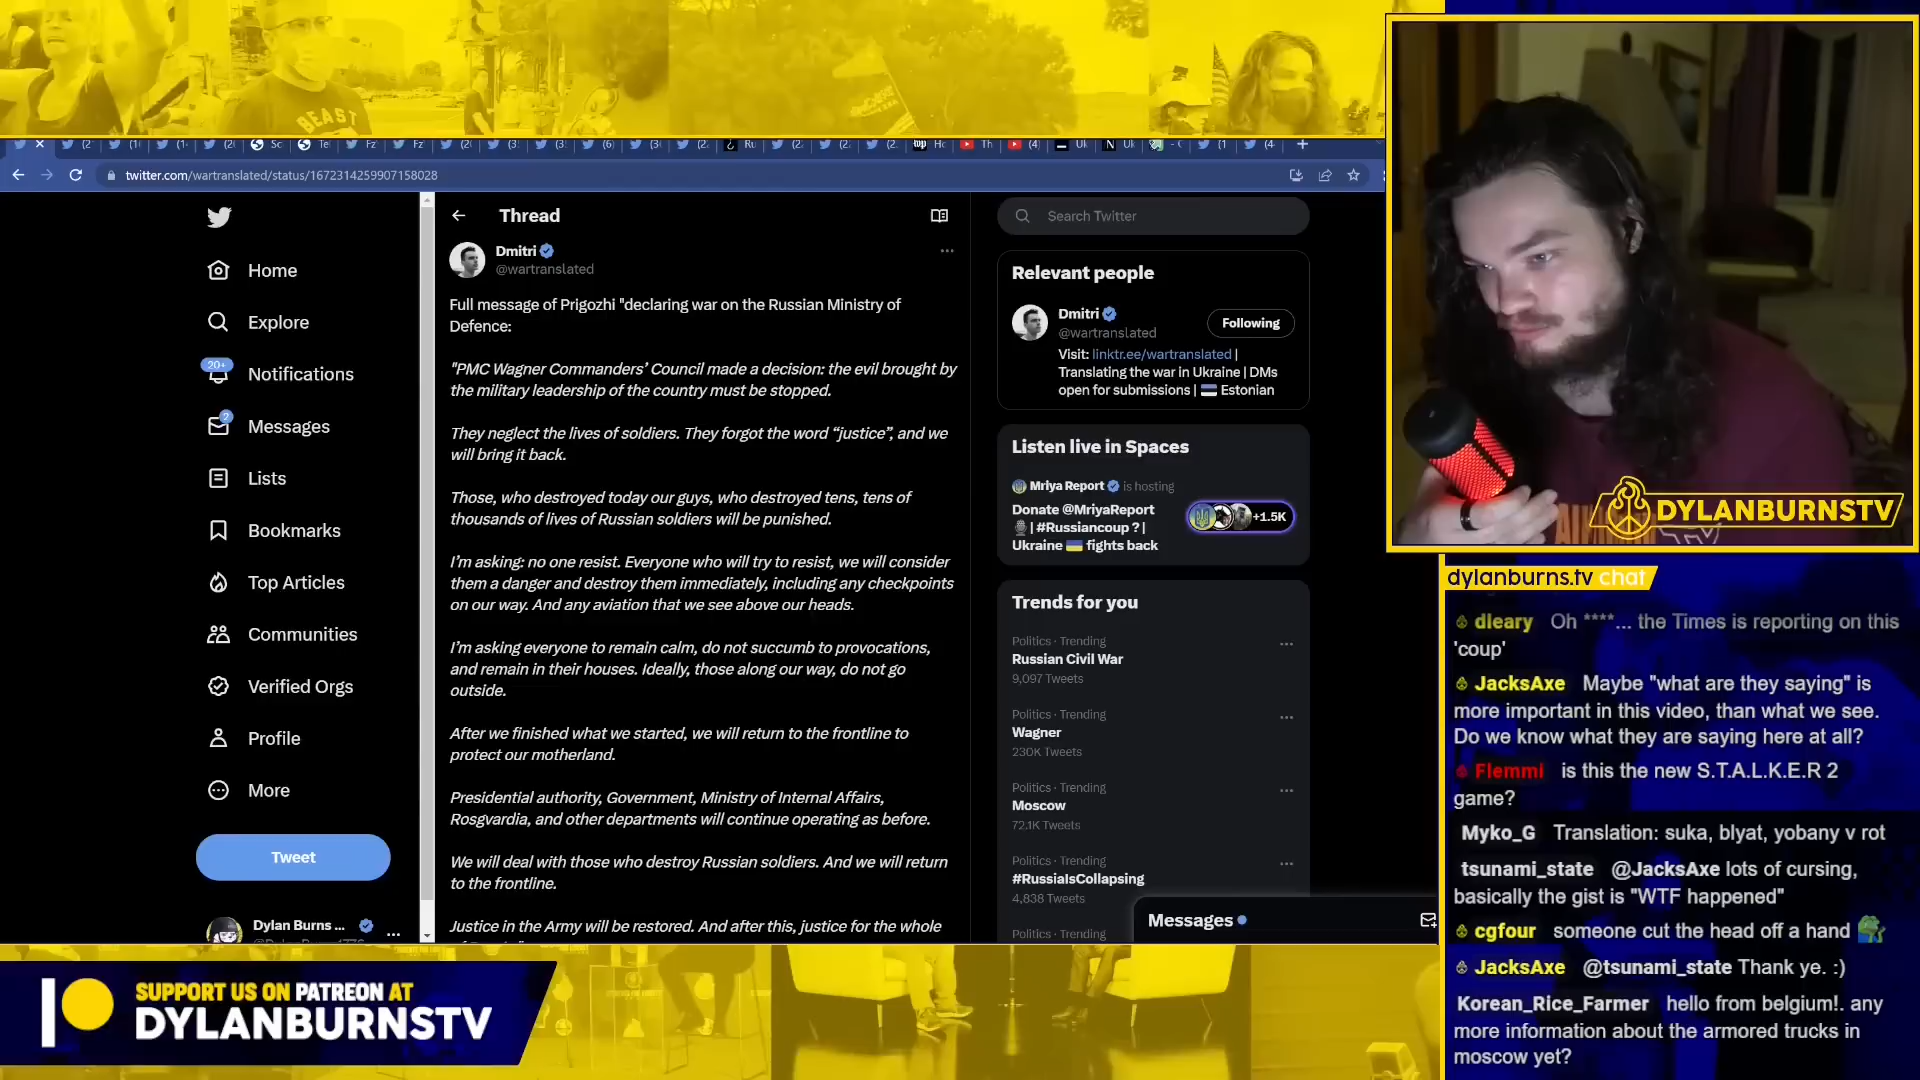 BEAST
twitter.com/wartranslated/status/1672314259907158028
Thread
Search Twitter
Home
Explore
20+
Notifications
2
Messages
Lists
Bookmarks
Top Articles
Communities
Verified Orgs
Profile
More
Tweet
Dylan Burns ...
Dmitri
@wartranslated
Full message of Prigozhi "declaring war on the Russian Ministry of
Defence:
"PMC Wagner Commanders’ Council made a decision: the evil brought by
the military leadership of the country must be stopped.
They neglect the lives of soldiers. They forgot the word “justice”, and we
will bring it back.
Those, who destroyed today our guys, who destroyed tens, tens of
thousands of lives of Russian soldiers will be punished.
I’m asking: no one resist. Everyone who will try to resist, we will consider
them a danger and destroy them immediately, including any checkpoints
on our way. And any aviation that we see above our heads.
I’m asking everyone to remain calm, do not succumb to provocations,
and remain in their houses. Ideally, those along our way, do not go
outside.
After we finished what we started, we will return to the frontline to
protect our motherland.
Presidential authority, Government, Ministry of Internal Affairs,
Rosgvardia, and other departments will continue operating as before.
We will deal with those who destroy Russian soldiers. And we will return
to the frontline.
Justice in the Army will be restored. And after this, justice for the whole
Relevant people
Dmitri
@wartranslated
Following
Visit: linktr.ee/wartranslated |
Translating the war in Ukraine | DMs
open for submissions | Estonian
Listen live in Spaces
Mriya Report is hosting
Donate @MriyaReport
| #Russiancoup ? |
Ukraine fights back
+1.5K
Trends for you
Politics · Trending
Russian Civil War
9,097 Tweets
Politics · Trending
Wagner
230K Tweets
Politics · Trending
Moscow
72.1K Tweets
Politics · Trending
#RussiaIsCollapsing
4,838 Tweets
Politics · Trending
Messages
DYLANBURNSTV
dylanburns.tv chat
dleary Oh ****... the Times is reporting on this
'coup'
JacksAxe Maybe "what are they saying" is
more important in this video, than what we see.
Do we know what they are saying here at all?
Flemmi is this the new S.T.A.L.K.E.R 2
game?
Myko_G Translation: suka, blyat, yobany v rot
tsunami_state @JacksAxe lots of cursing,
basically the gist is "WTF happened"
cgfour someone cut the head off a hand
JacksAxe @tsunami_state Thank ye. :)
Korean_Rice_Farmer hello from belgium!. any
more information about the armored trucks in
moscow yet?
SUPPORT US ON PATREON AT
DYLANBURNSTV